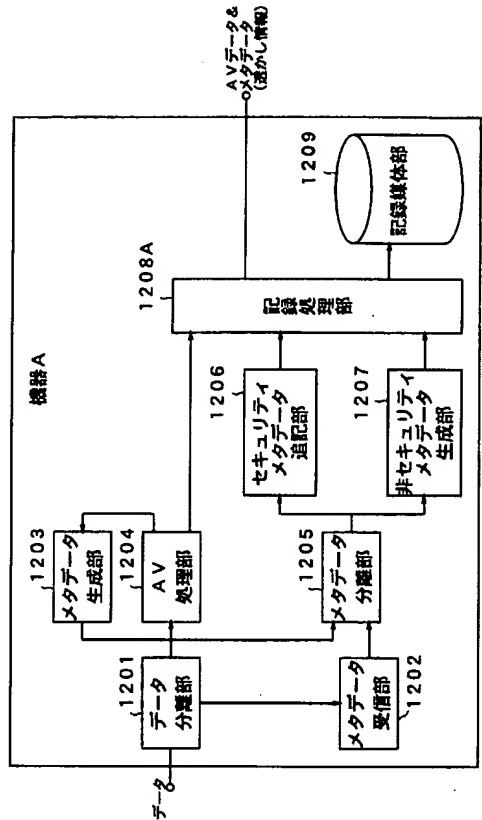 機器A
データ
1201
データ
分離部
1202
メタデータ
受信部
1203
メタデータ
生成部
1204
AV
処理部
1205
メタデータ
分離部
1206
セキュリティ
メタデータ
追記部
1207
非セキュリティ
メタデータ
生成部
1208A
記録処理部
1209
記録媒体部
AVデータ&
メタデータ
(透かし情報)